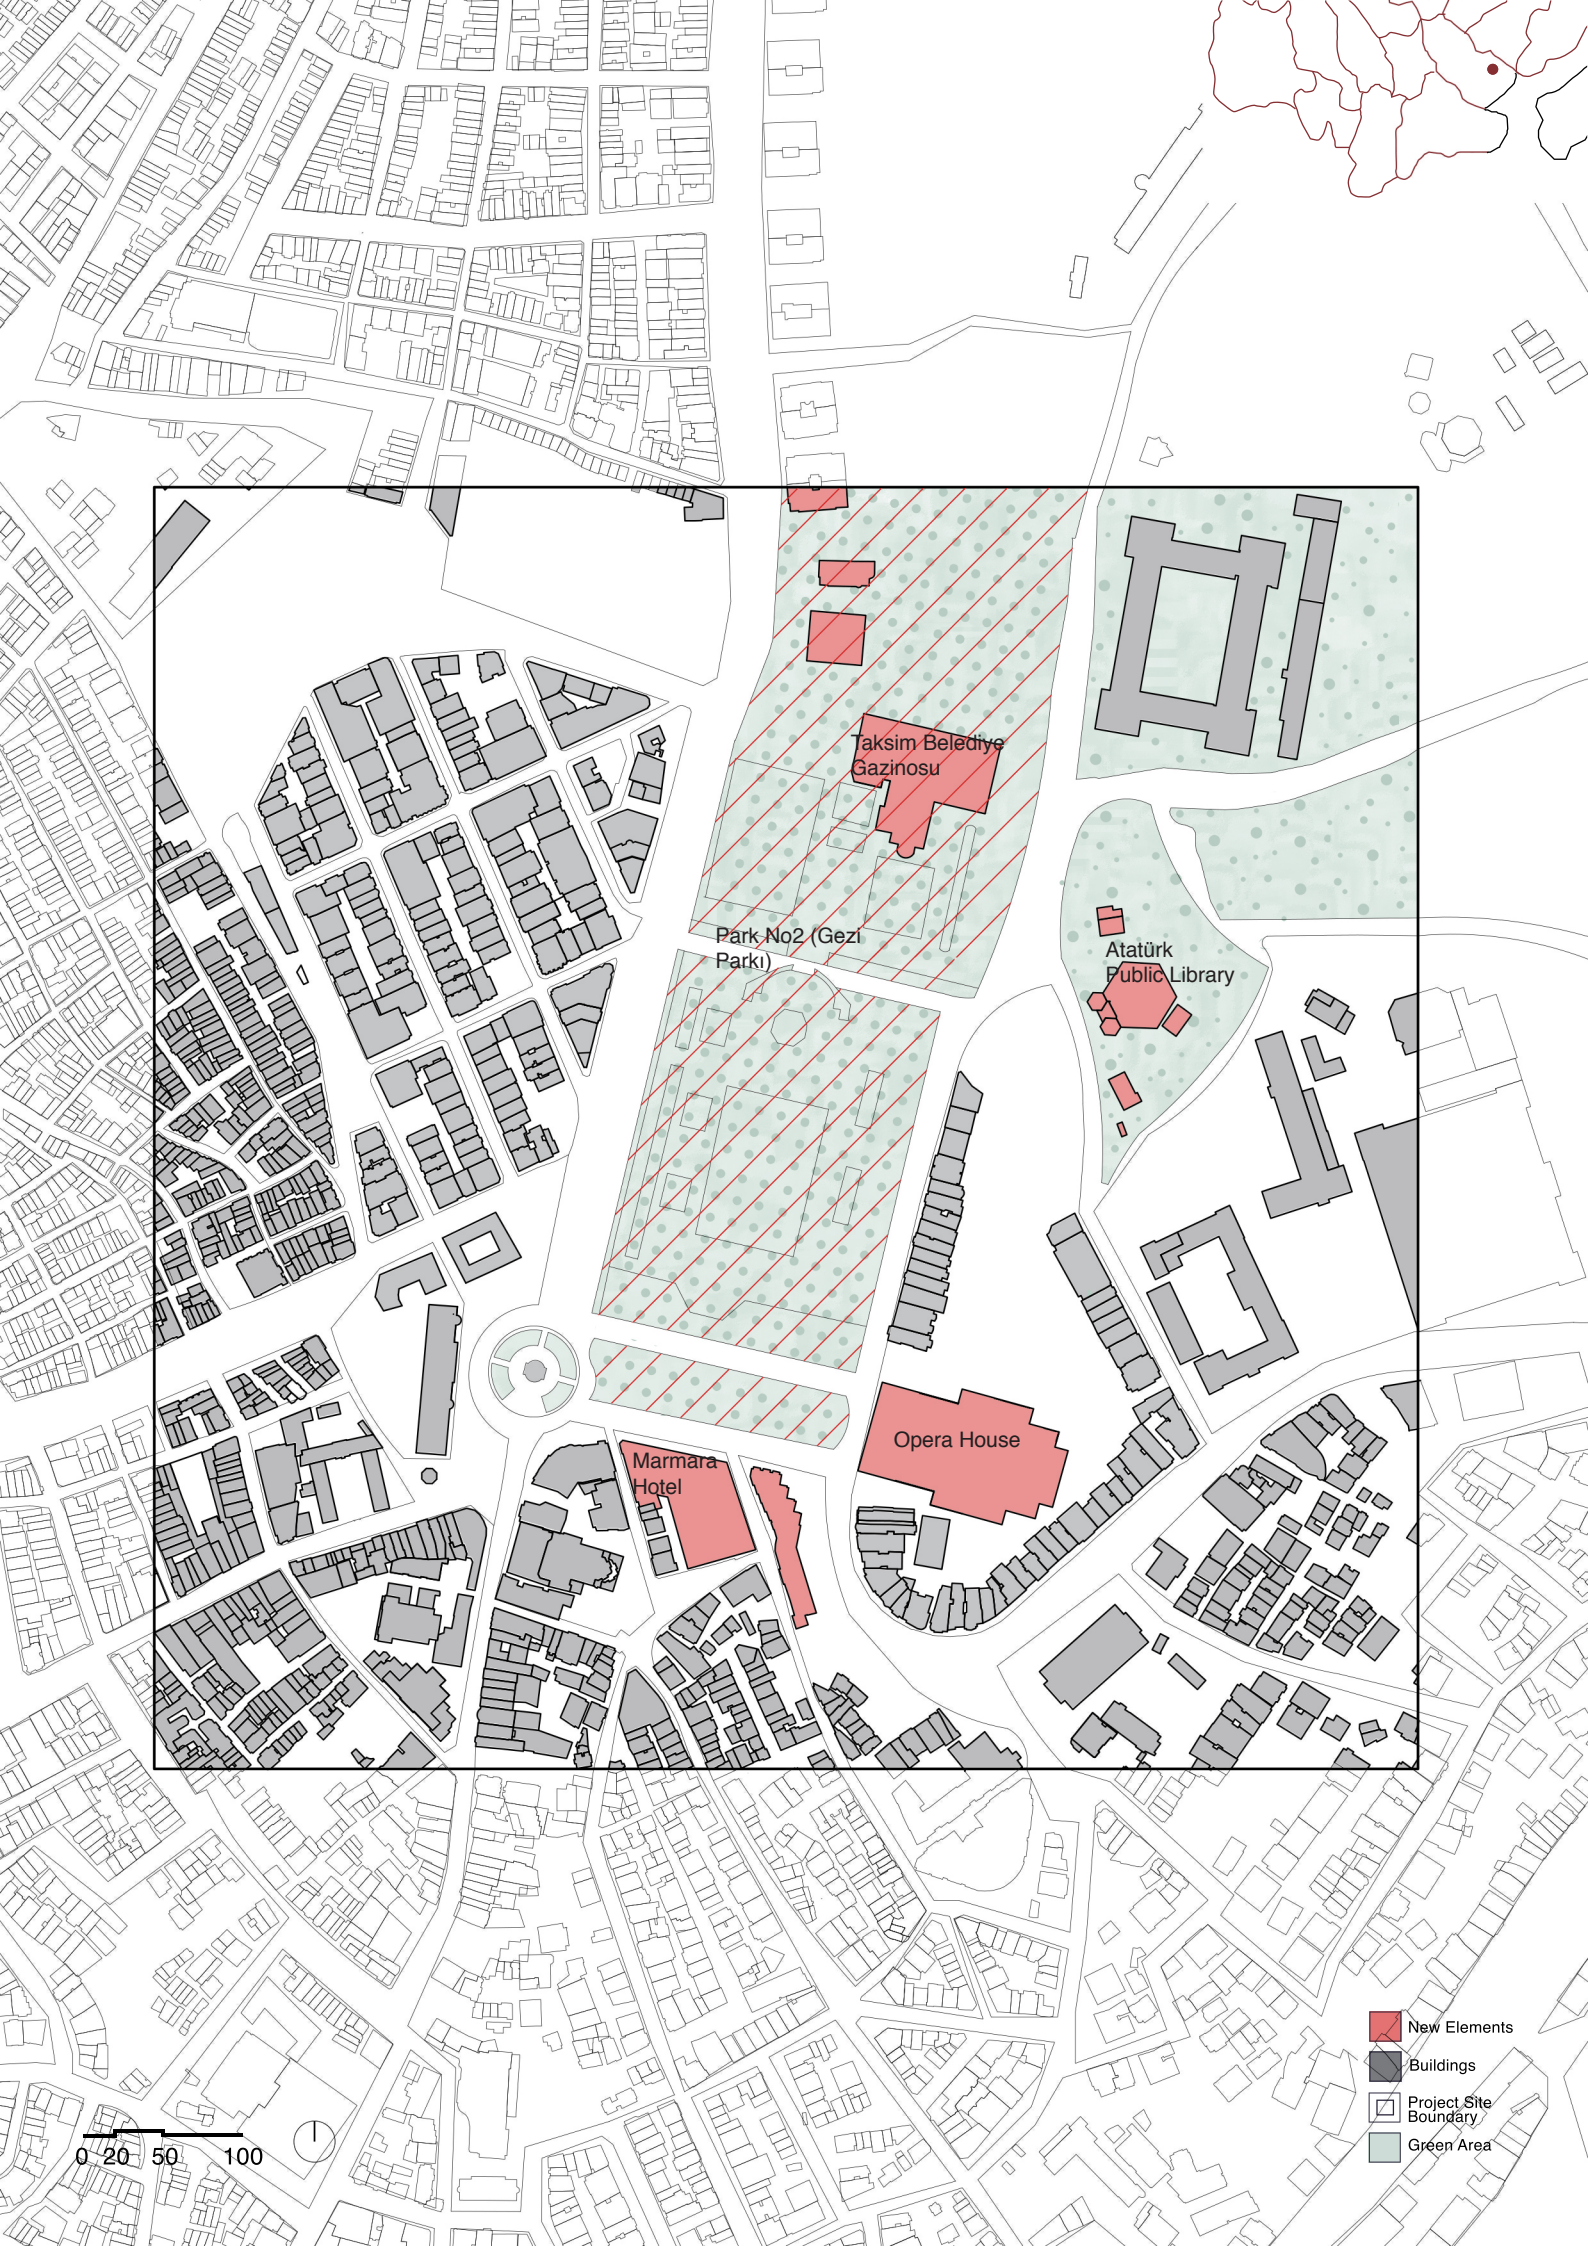 Taksim Belediye
Gazinosu
Park No2 (Gezi
Parkı)
Atatürk
Public Library
Opera House
Marmara
Hotel
New Elements
Buildings
Project Site
Boundary
Green Area
0 20 50 100